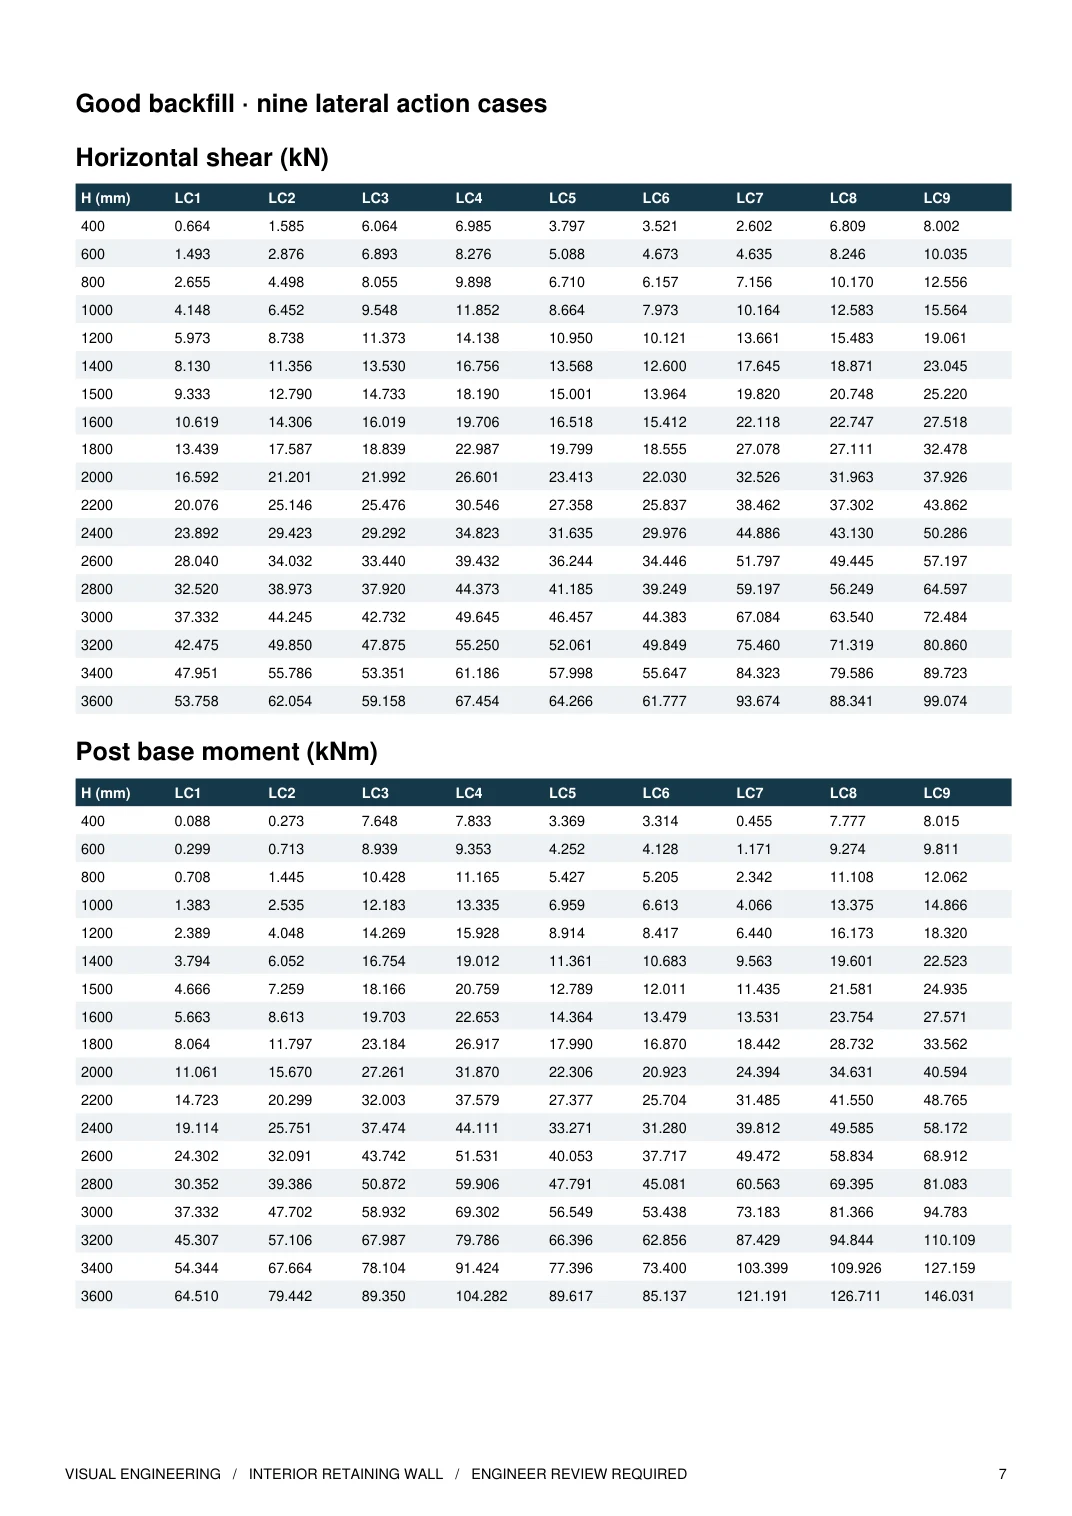 Good backfill · nine lateral action cases
Horizontal shear (kN)
H (mm) LC1 LC2 LC3 LC4 LC5 LC6 LC7 LC8 LC9
400 0.664 1.585 6.064 6.985 3.797 3.521 2.602 6.809 8.002
600 1.493 2.876 6.893 8.276 5.088 4.673 4.635 8.246 10.035
800 2.655 4.498 8.055 9.898 6.710 6.157 7.156 10.170 12.556
1000 4.148 6.452 9.548 11.852 8.664 7.973 10.164 12.583 15.564
1200 5.973 8.738 11.373 14.138 10.950 10.121 13.661 15.483 19.061
1400 8.130 11.356 13.530 16.756 13.568 12.600 17.645 18.871 23.045
1500 9.333 12.790 14.733 18.190 15.001 13.964 19.820 20.748 25.220
1600 10.619 14.306 16.019 19.706 16.518 15.412 22.118 22.747 27.518
1800 13.439 17.587 18.839 22.987 19.799 18.555 27.078 27.111 32.478
2000 16.592 21.201 21.992 26.601 23.413 22.030 32.526 31.963 37.926
2200 20.076 25.146 25.476 30.546 27.358 25.837 38.462 37.302 43.862
2400 23.892 29.423 29.292 34.823 31.635 29.976 44.886 43.130 50.286
2600 28.040 34.032 33.440 39.432 36.244 34.446 51.797 49.445 57.197
2800 32.520 38.973 37.920 44.373 41.185 39.249 59.197 56.249 64.597
3000 37.332 44.245 42.732 49.645 46.457 44.383 67.084 63.540 72.484
3200 42.475 49.850 47.875 55.250 52.061 49.849 75.460 71.319 80.860
3400 47.951 55.786 53.351 61.186 57.998 55.647 84.323 79.586 89.723
3600 53.758 62.054 59.158 67.454 64.266 61.777 93.674 88.341 99.074
Post base moment (kNm)
H (mm) LC1 LC2 LC3 LC4 LC5 LC6 LC7 LC8 LC9
400 0.088 0.273 7.648 7.833 3.369 3.314 0.455 7.777 8.015
600 0.299 0.713 8.939 9.353 4.252 4.128 1.171 9.274 9.811
800 0.708 1.445 10.428 11.165 5.427 5.205 2.342 11.108 12.062
1000 1.383 2.535 12.183 13.335 6.959 6.613 4.066 13.375 14.866
1200 2.389 4.048 14.269 15.928 8.914 8.417 6.440 16.173 18.320
1400 3.794 6.052 16.754 19.012 11.361 10.683 9.563 19.601 22.523
1500 4.666 7.259 18.166 20.759 12.789 12.011 11.435 21.581 24.935
1600 5.663 8.613 19.703 22.653 14.364 13.479 13.531 23.754 27.571
1800 8.064 11.797 23.184 26.917 17.990 16.870 18.442 28.732 33.562
2000 11.061 15.670 27.261 31.870 22.306 20.923 24.394 34.631 40.594
2200 14.723 20.299 32.003 37.579 27.377 25.704 31.485 41.550 48.765
2400 19.114 25.751 37.474 44.111 33.271 31.280 39.812 49.585 58.172
2600 24.302 32.091 43.742 51.531 40.053 37.717 49.472 58.834 68.912
2800 30.352 39.386 50.872 59.906 47.791 45.081 60.563 69.395 81.083
3000 37.332 47.702 58.932 69.302 56.549 53.438 73.183 81.366 94.783
3200 45.307 57.106 67.987 79.786 66.396 62.856 87.429 94.844 110.109
3400 54.344 67.664 78.104 91.424 77.396 73.400 103.399 109.926 127.159
3600 64.510 79.442 89.350 104.282 89.617 85.137 121.191 126.711 146.031
VISUAL ENGINEERING / INTERIOR RETAINING WALL / ENGINEER REVIEW REQUIRED 7